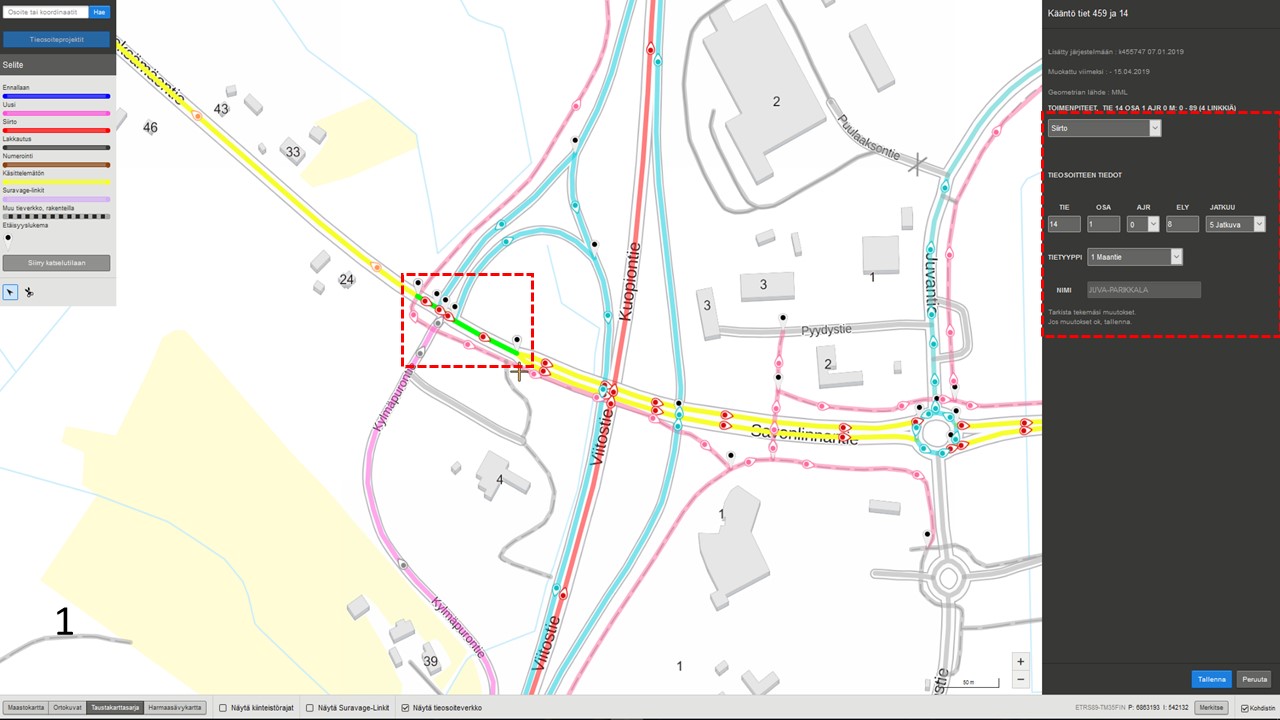 Osoite tai koordinaatit
Hae
Tieosoiteprojektit
Selite
Ennallaan
Uusi
Siirto
Lakkautus
Numerointi
Käsittelemätön
Suravage-linkit
Muu tieverkko, rakenteilla
Etäisyyslukema
Siirry katselutilaan
43
46
33
24
2
Puulaaksontie
Kuopiontie
3
3
1
Pyydystie
2
Savonlinnantie
Kylmäpurontie
Viitostie
4
1
Kylmäpurontie
Viitostie
39
1
1
50 m
+
−
Kääntö tiet 459 ja 14
Lisätty järjestelmään : k455747 07.01.2019
Muokattu viimeksi : - 15.04.2019
Geometrian lähde : MML
TOIMENPITEET, TIE 14 OSA 1 AJR 0 M: 0 - 89 (4 LINKKIÄ)
Siirto
TIEOSOITTEEN TIEDOT
TIE OSA AJR ELY JATKUU
14 1 0 8 5 Jatkuva
TIETYYPPI 1 Maantie
NIMI JUVA-PARIKKALA
Tarkista tekemäsi muutokset.
Jos muutokset ok, tallenna.
Tallenna Peruuta
Maastokartta Ortokuvat Taustakarttasarja Harmaasävykartta
Näytä kiinteistörajat Näytä Suravage-Linkit Näytä tieosoiteverkko
ETRS89-TM35FIN P: 6863193 I: 542132 Merkitse Kohdistin